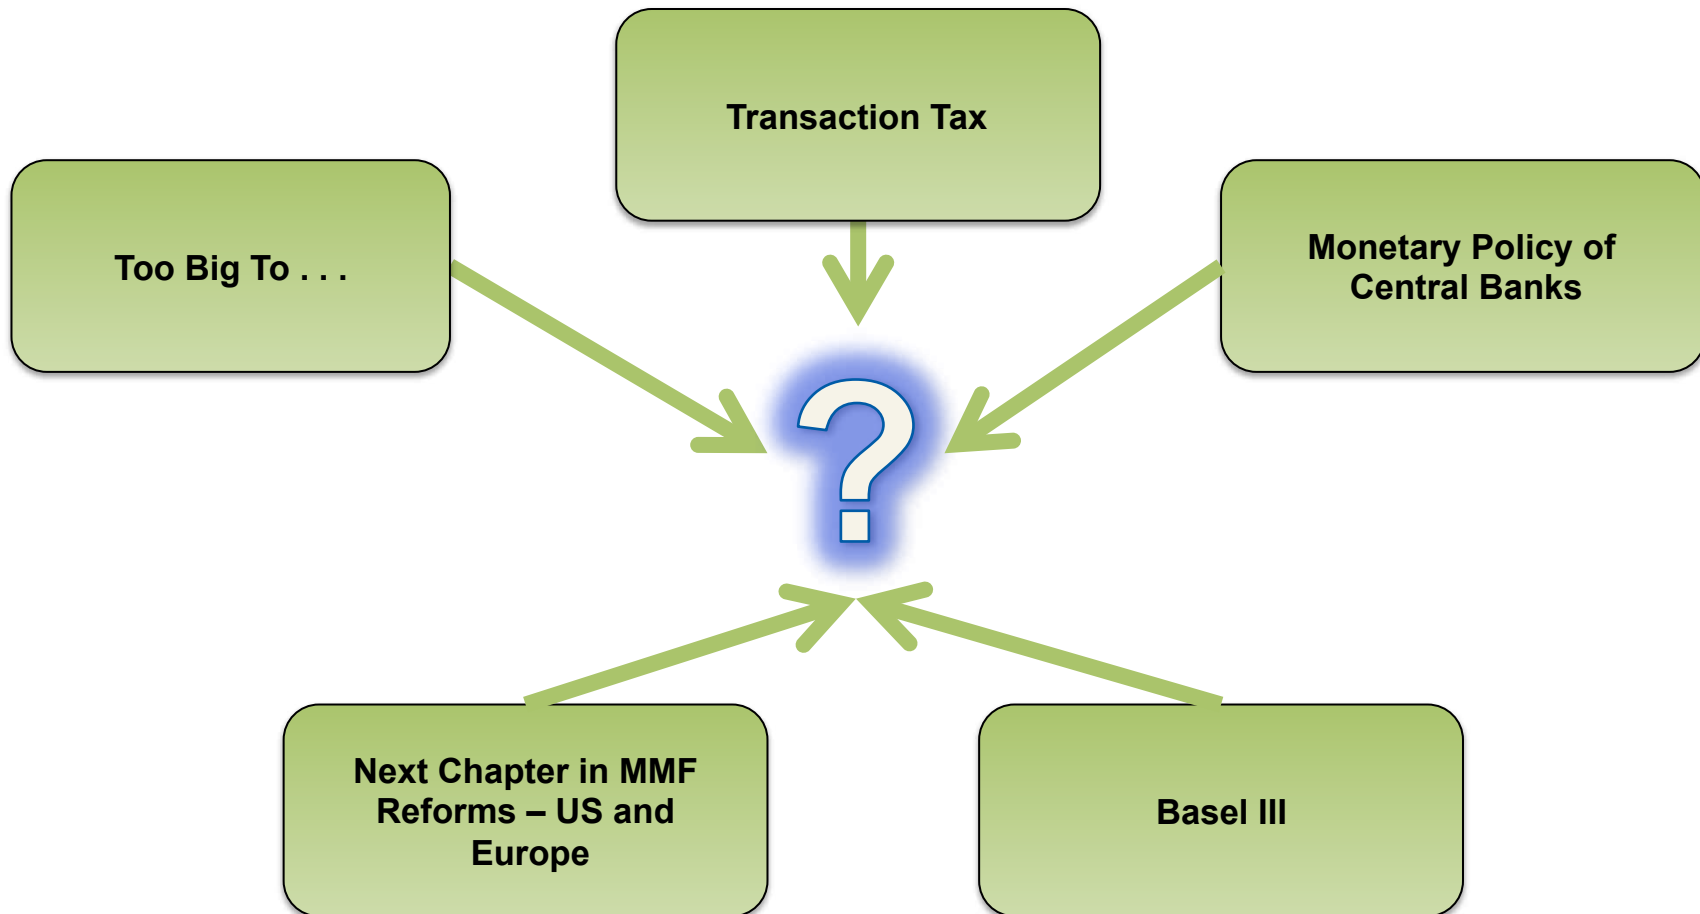 Transaction Tax
Too Big To . . .
Monetary Policy of
Central Banks
?
Next Chapter in MMF
Reforms – US and
Europe
Basel III